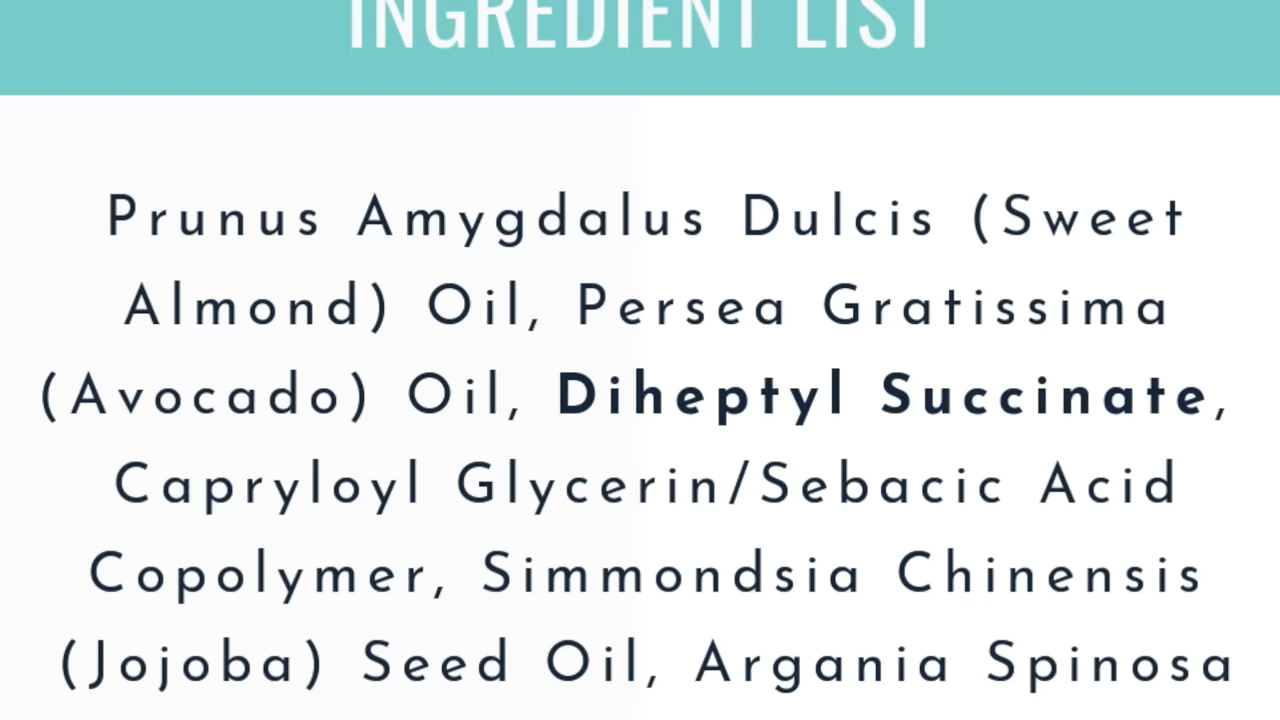 INGREDIENT LIST
Prunus Amygdalus Dulcis (Sweet
Almond) Oil, Persea Gratissima
(Avocado) Oil, Diheptyl Succinate,
Capryloyl Glycerin/Sebacic Acid
Copolymer, Simmondsia Chinensis
(Jojoba) Seed Oil, Argania Spinosa